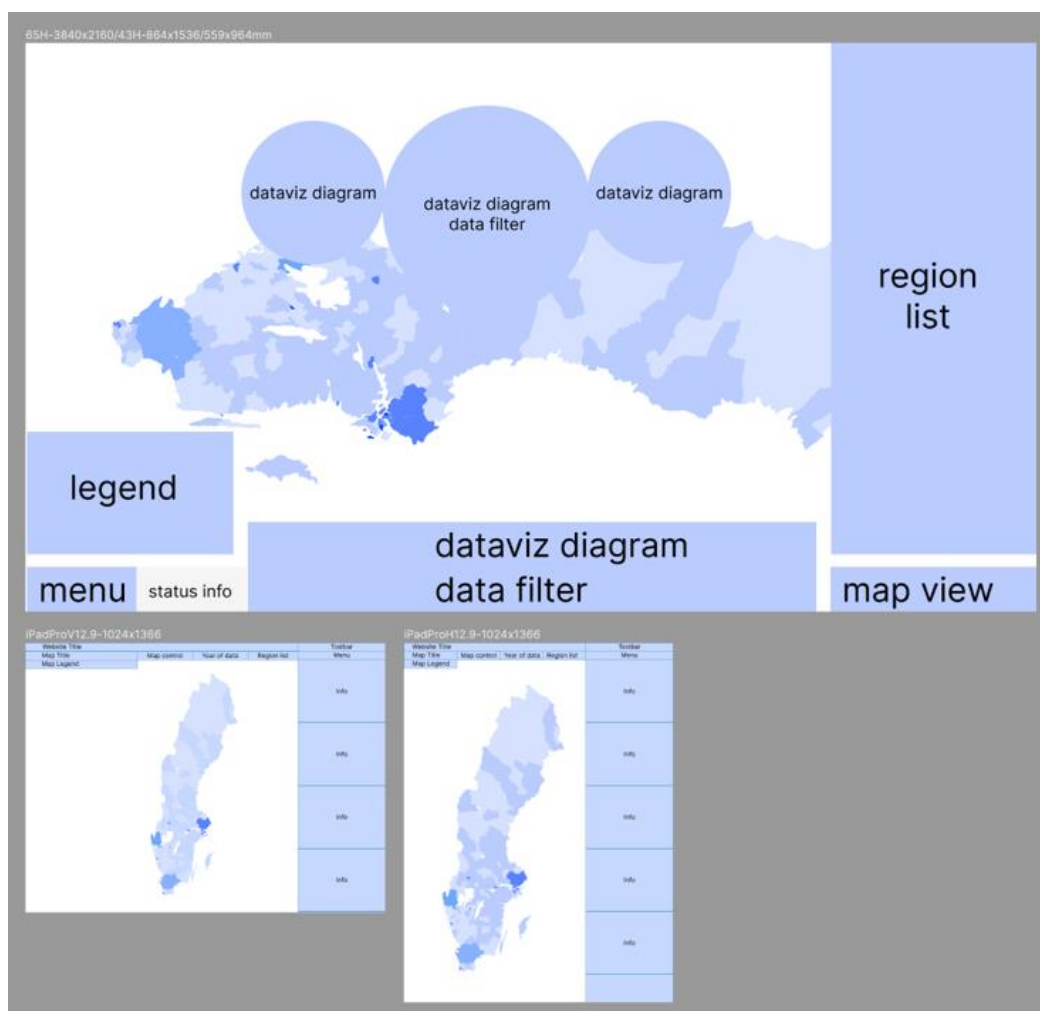 65H-3840x2160/43H-864x1536/559x964mm
dataviz diagram
dataviz diagram
data filter
dataviz diagram
region
list
legend
dataviz diagram
data filter
menu
status info
map view
iPadProV12.9-1024x1366
Website Title
Toolbar
Map Title
Map control
Year of data
Region list
Menu
Map Legend
Info
Info
Info
Info
iPadProH12.9-1024x1366
Website Title
Toolbar
Map Title
Map control
Year of data
Region list
Menu
Map Legend
Info
Info
Info
Info
Info